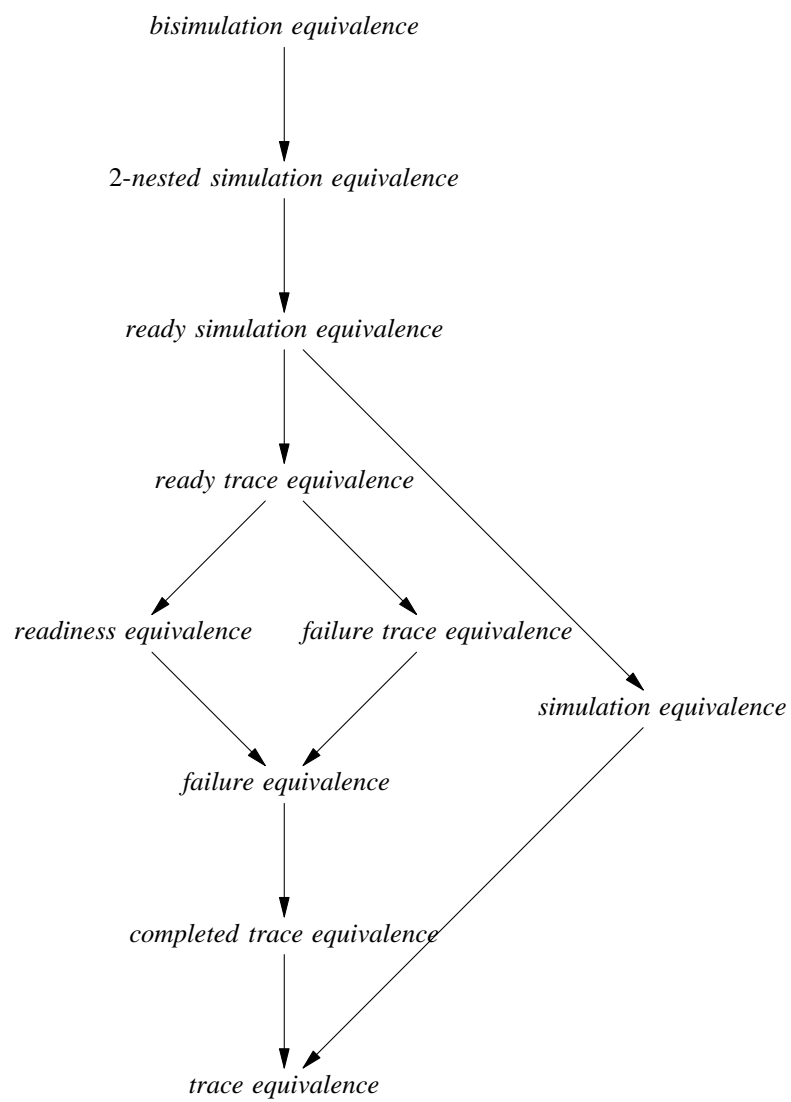 bisimulation equivalence
2-nested simulation equivalence
ready simulation equivalence
ready trace equivalence
readiness equivalence
failure trace equivalence
simulation equivalence
failure equivalence
completed trace equivalence
trace equivalence